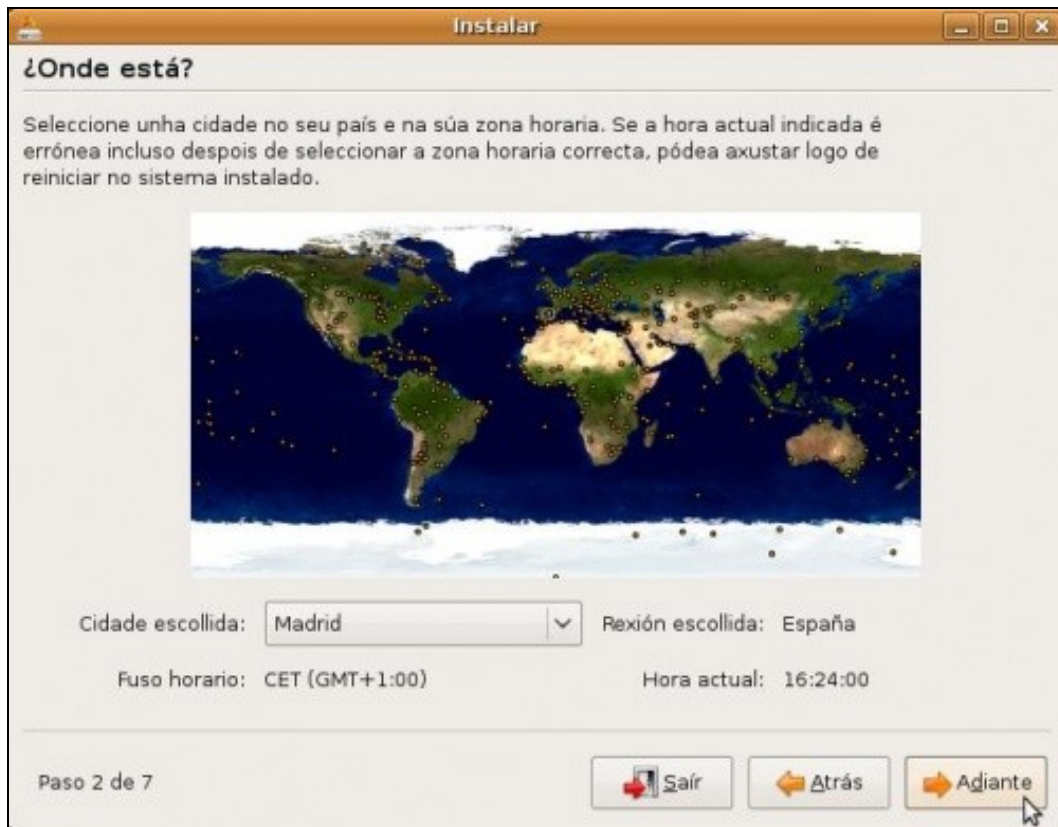 Instalar
¿Onde está?
Seleccione unha cidade no seu país e na súa zona horaria. Se a hora actual indicada é
errónea incluso despois de seleccionar a zona horaria correcta, pódea axustar logo de
reiniciar no sistema instalado.
Cidade escollida: Madrid Rexión escollida: España
Fuso horario: CET (GMT+1:00) Hora actual: 16:24:00
Paso 2 de 7 Saír Atrás Adiante